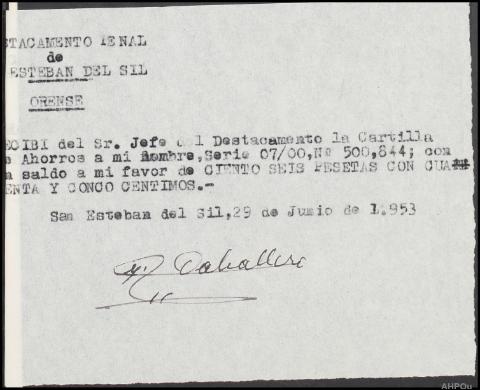 STACAMENTO PENAL
de
ESTEBAN DEL SIL
ORENSE
ECIBI del Sr. Jefe del Destacamento la Cartilla
e Ahorros a mi nombre, Serie 07/00, Nº 500,844; con
n saldo a mi favor de CIENTO SEIS PESETAS CON CUA
ENTA Y CONCO CENTIMOS.-
San Esteban del Sil, 29 de Junio de 1.953
Caballero
AHPOu